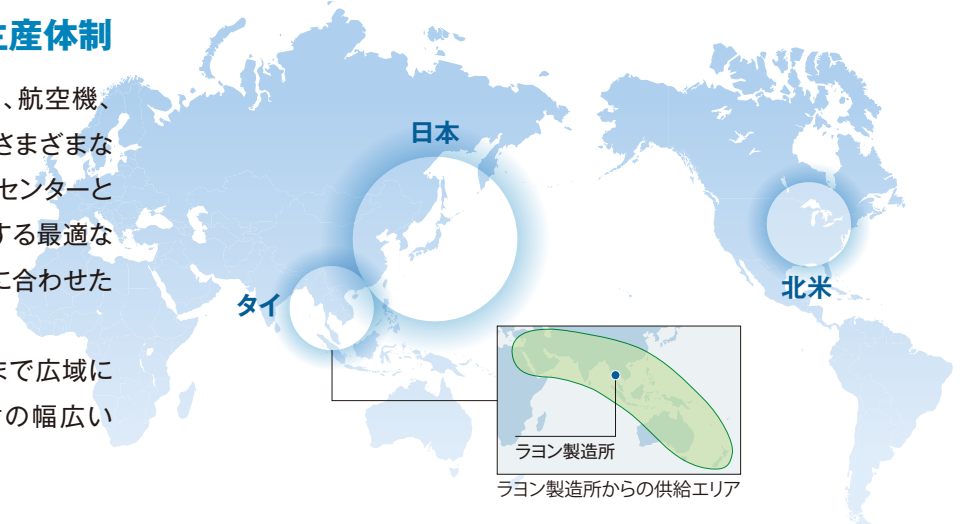 生産体制
、航空機、
さまざまな
センターと
する最適な
に合わせた
まで広域に
の幅広い
日本
タイ
北米
ラヨン製造所
ラヨン製造所からの供給エリア